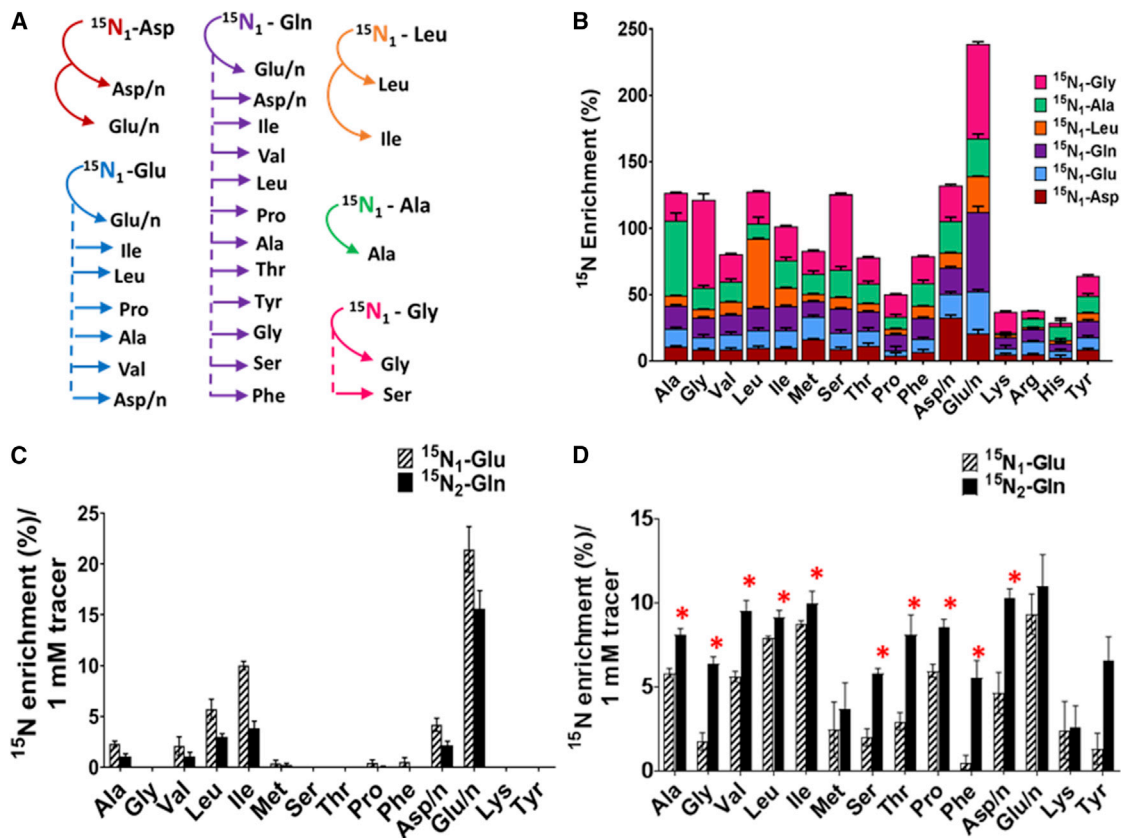 A
¹⁵N₁-Asp
Asp/n
Glu/n
¹⁵N₁-Glu
Glu/n
Ile
Leu
Pro
Ala
Val
Asp/n
¹⁵N₁ - Gln
Glu/n
Asp/n
Ile
Val
Leu
Pro
Ala
Thr
Tyr
Gly
Ser
Phe
¹⁵N₁ - Leu
Leu
Ile
¹⁵N₁ - Ala
Ala
¹⁵N₁ - Gly
Gly
Ser
B
¹⁵N Enrichment (%)
250
200
150
100
50
0
¹⁵N₁-Gly
¹⁵N₁-Ala
¹⁵N₁-Leu
¹⁵N₁-Gln
¹⁵N₁-Glu
¹⁵N₁-Asp
Ala Gly Val Leu Ile Met Ser Thr Pro Phe Asp/n Glu/n Lys Arg His Tyr
C
¹⁵N₁-Glu
¹⁵N₂-Gln
¹⁵N enrichment (%)/
1 mM tracer
25
20
15
10
5
0
Ala Gly Val Leu Ile Met Ser Thr Pro Phe Asp/n Glu/n Lys Tyr
D
¹⁵N₁-Glu
¹⁵N₂-Gln
¹⁵N enrichment (%)/
1 mM tracer
15
10
5
0
* * * * * * * * * *
Ala Gly Val Leu Ile Met Ser Thr Pro Phe Asp/n Glu/n Lys Tyr